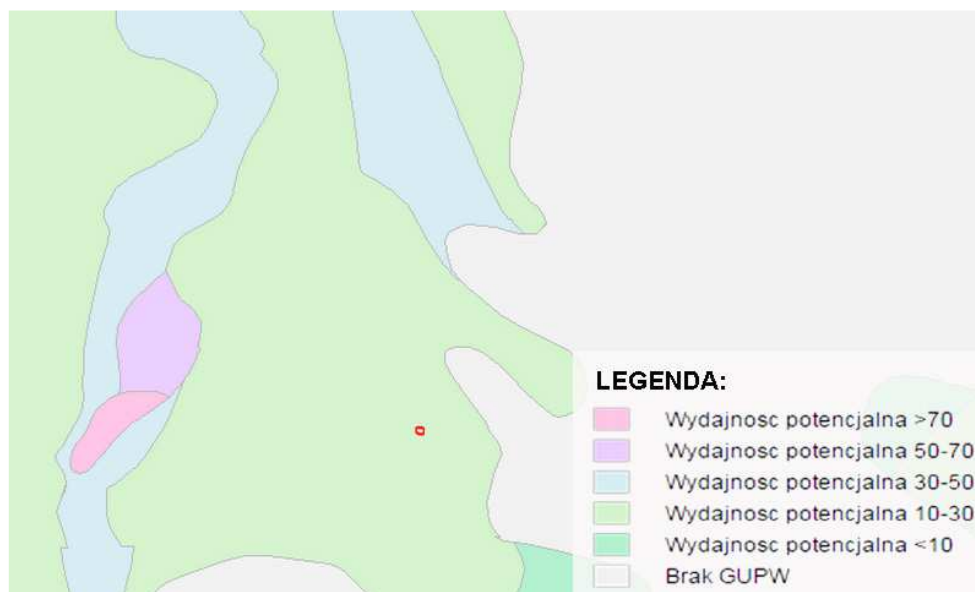 LEGENDA:
Wydajnosc potencjalna >70
Wydajnosc potencjalna 50-70
Wydajnosc potencjalna 30-50
Wydajnosc potencjalna 10-30
Wydajnosc potencjalna <10
Brak GUPW